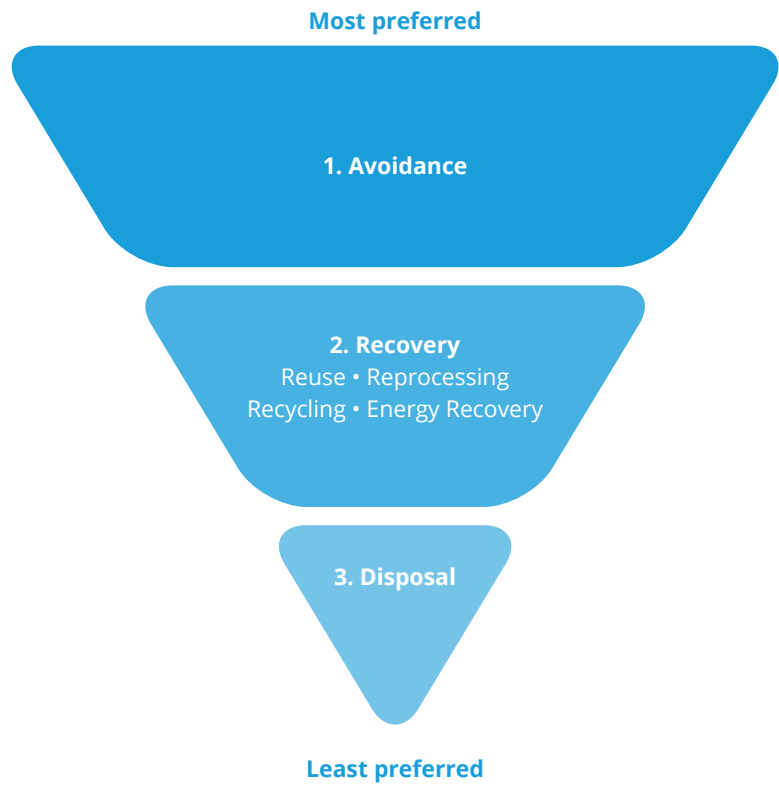 Most preferred
1. Avoidance
2. Recovery
Reuse • Reprocessing
Recycling • Energy Recovery
3. Disposal
Least preferred